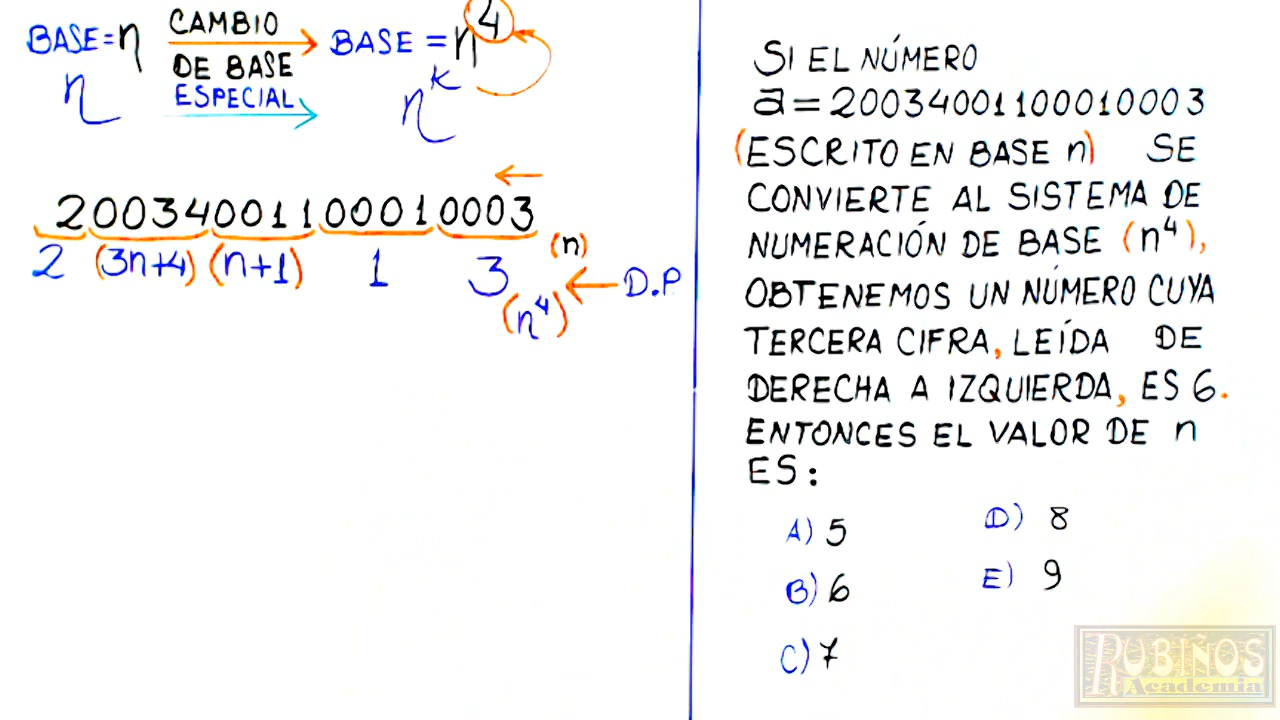 BASE=n CAMBIO DE BASE ESPECIAL BASE = n⁴
n n^k
20034001100010003 (n)
2 (3n+4) (n+1) 1 3 (n⁴) D.P
SI EL NÚMERO
a=20034001100010003
(ESCRITO EN BASE n) SE
CONVIERTE AL SISTEMA DE
NUMERACIÓN DE BASE (n⁴),
OBTENEMOS UN NÚMERO CUYA
TERCERA CIFRA, LEÍDA DE
DERECHA A IZQUIERDA, ES 6.
ENTONCES EL VALOR DE n
ES:
A) 5
B) 6
C) 7
D) 8
E) 9
RUBIÑOS
Academia